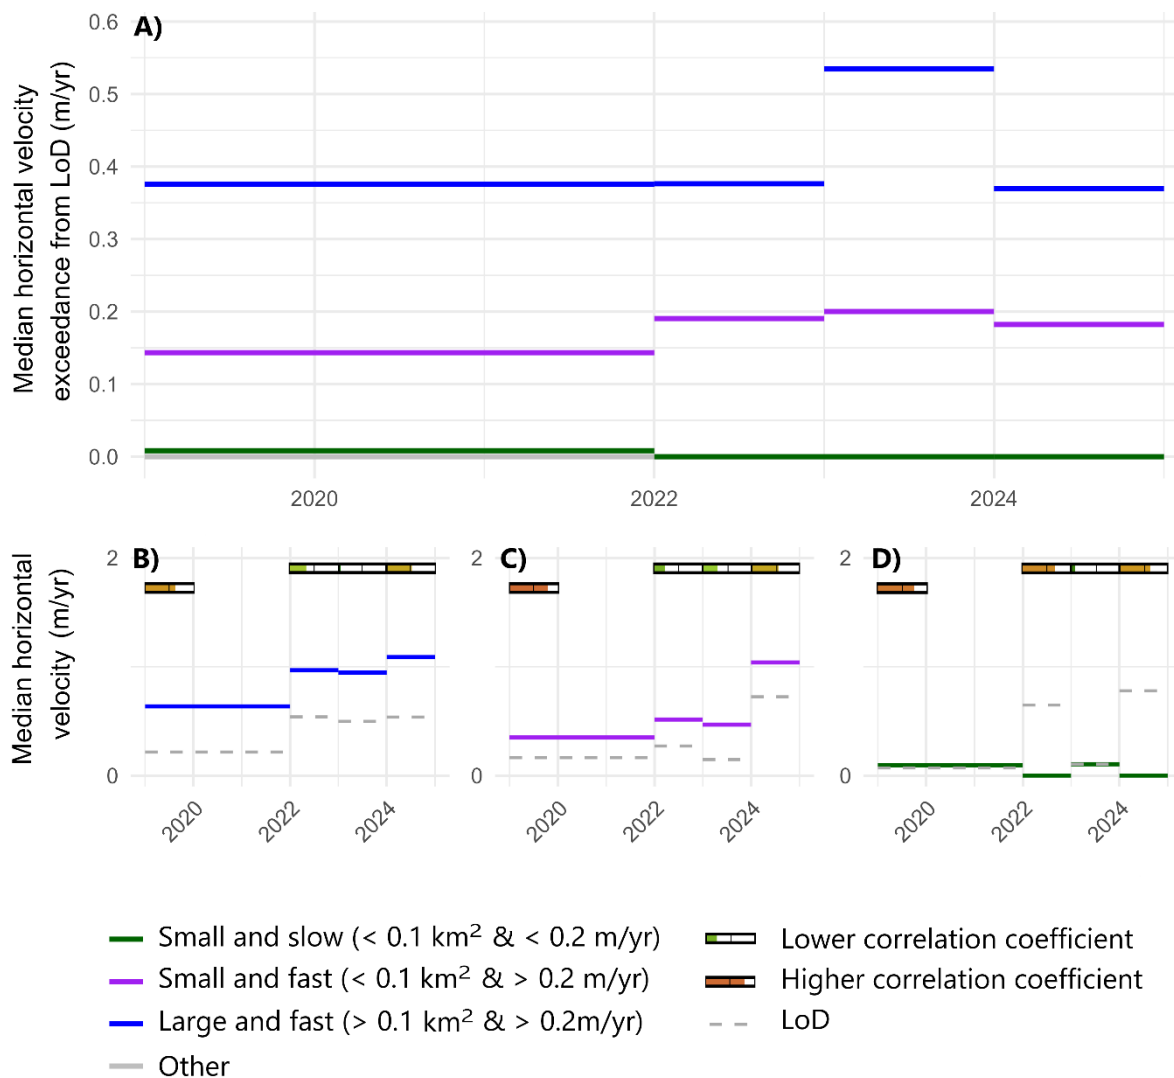 A)
0.6
0.5
0.4
0.3
0.2
0.1
0.0
Median horizontal velocity
exceedance from LoD (m/yr)
2020
2022
2024
B)
C)
D)
2
0
2
0
2
0
Median horizontal
velocity (m/yr)
2020
2022
2024
2020
2022
2024
2020
2022
2024
Small and slow (< 0.1 km² & < 0.2 m/yr)
Small and fast (< 0.1 km² & > 0.2 m/yr)
Large and fast (> 0.1 km² & > 0.2m/yr)
Other
Lower correlation coefficient
Higher correlation coefficient
LoD